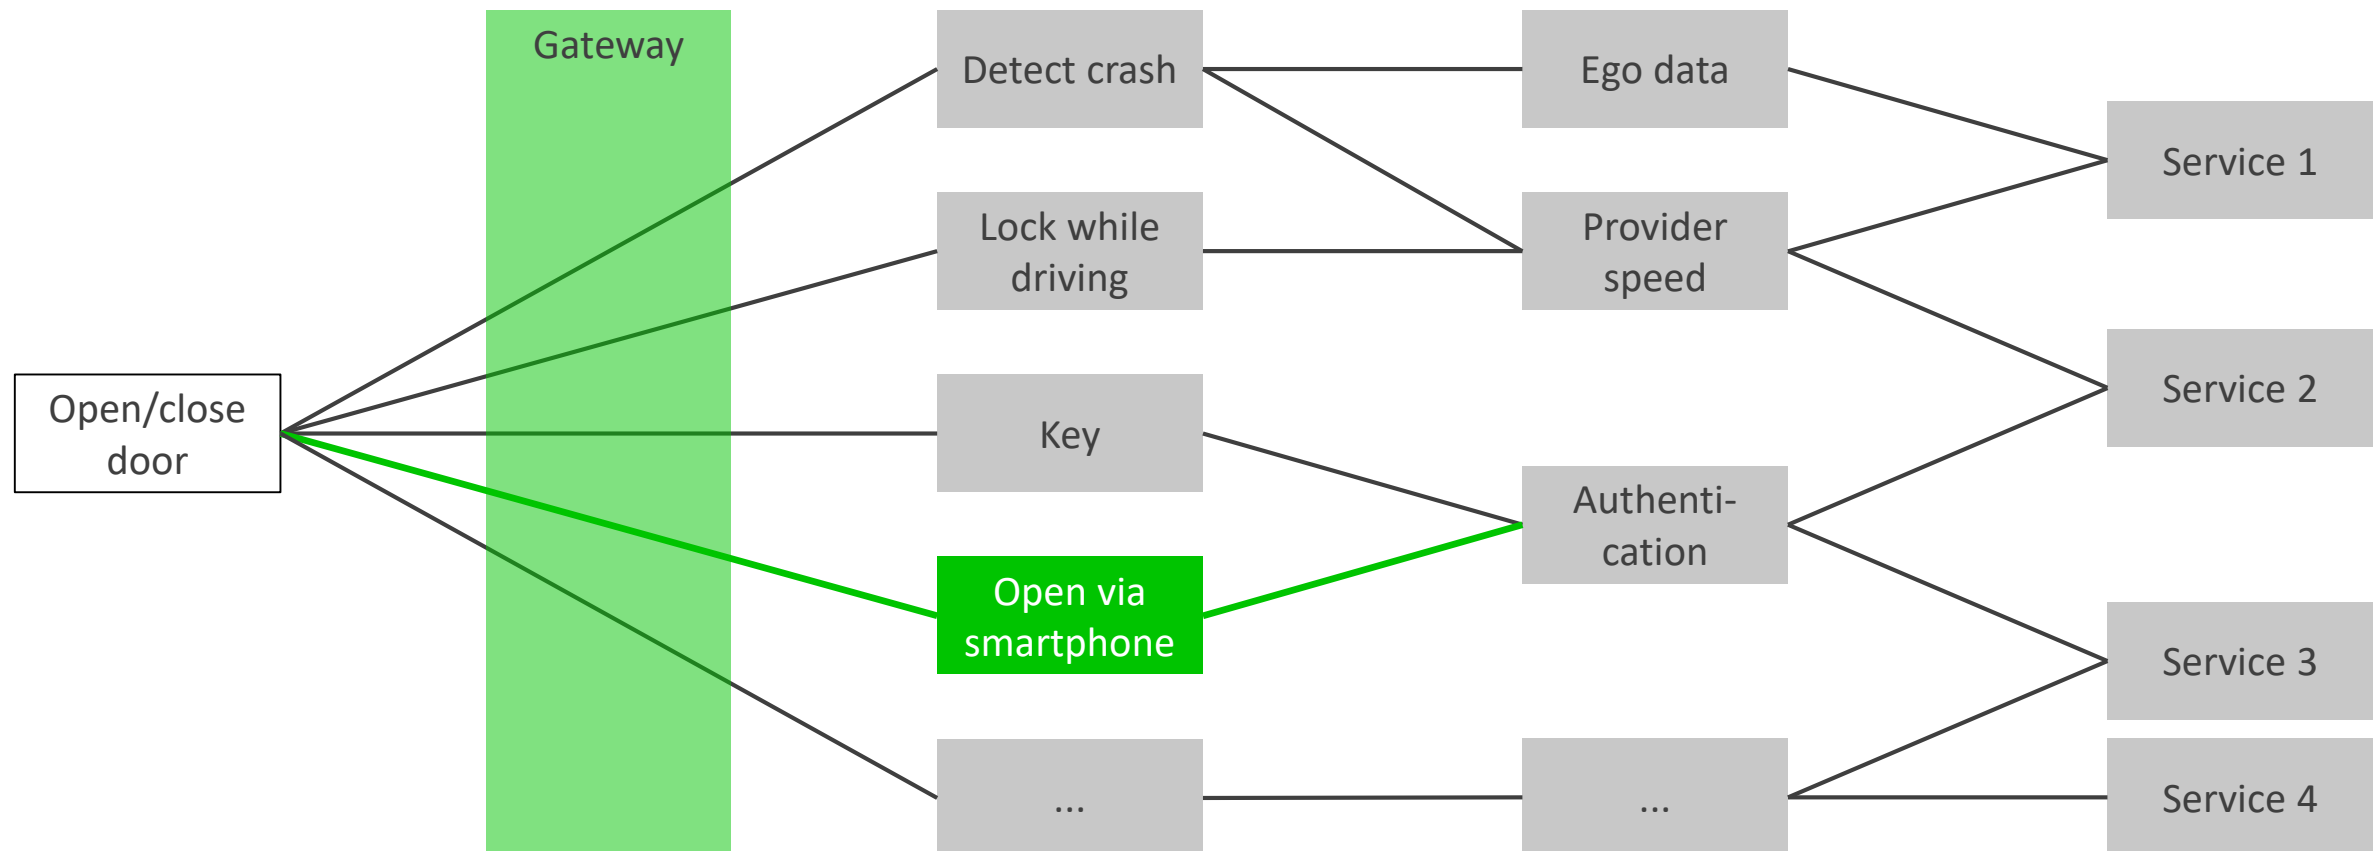 Gateway
Detect crash
Ego data
Service 1
Lock while
driving
Provider
speed
Service 2
Open/close
door
Key
Authenti-
cation
Open via
smartphone
Service 3
...
...
Service 4